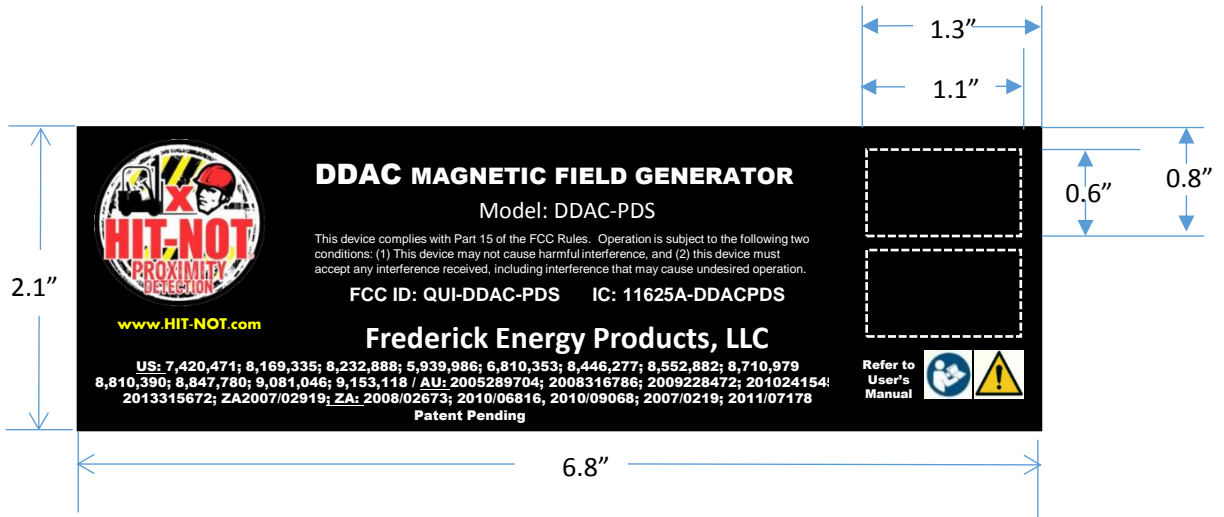 1.3”
1.1”
0.6”
0.8”
2.1”
6.8”
x
HIT-NOT
PROXIMITY
DETECTION
www.HIT-NOT.com
DDAC MAGNETIC FIELD GENERATOR
Model: DDAC-PDS
This device complies with Part 15 of the FCC Rules. Operation is subject to the following two
conditions: (1) This device may not cause harmful interference, and (2) this device must
accept any interference received, including interference that may cause undesired operation.
FCC ID: QUI-DDAC-PDS IC: 11625A-DDACPDS
Frederick Energy Products, LLC
US: 7,420,471; 8,169,335; 8,232,888; 5,939,986; 6,810,353; 8,446,277; 8,552,882; 8,710,979
8,810,390; 8,847,780; 9,081,046; 9,153,118 / AU: 2005289704; 2008316786; 2009228472; 201024154
2013315672; ZA2007/02919; ZA: 2008/02673; 2010/06816, 2010/09068; 2007/0219; 2011/07178
Patent Pending
Refer to
User's
Manual